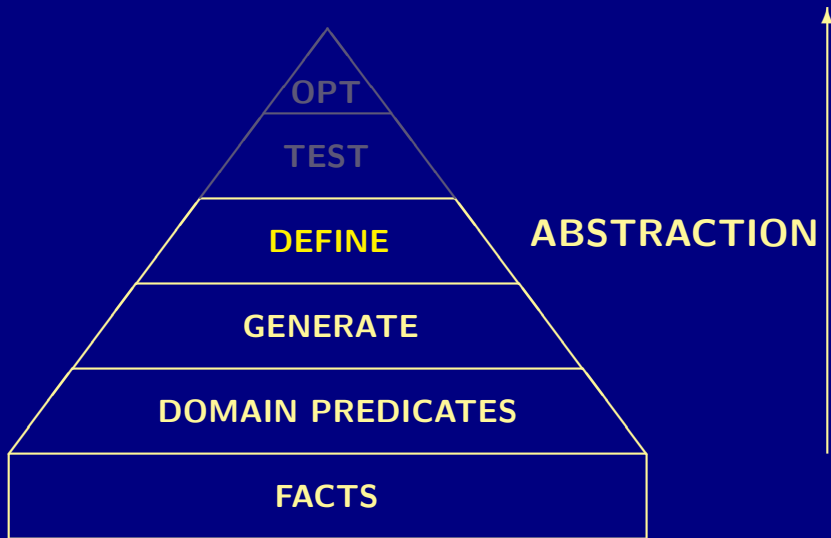 OPT
TEST
DEFINE
ABSTRACTION
GENERATE
DOMAIN PREDICATES
FACTS